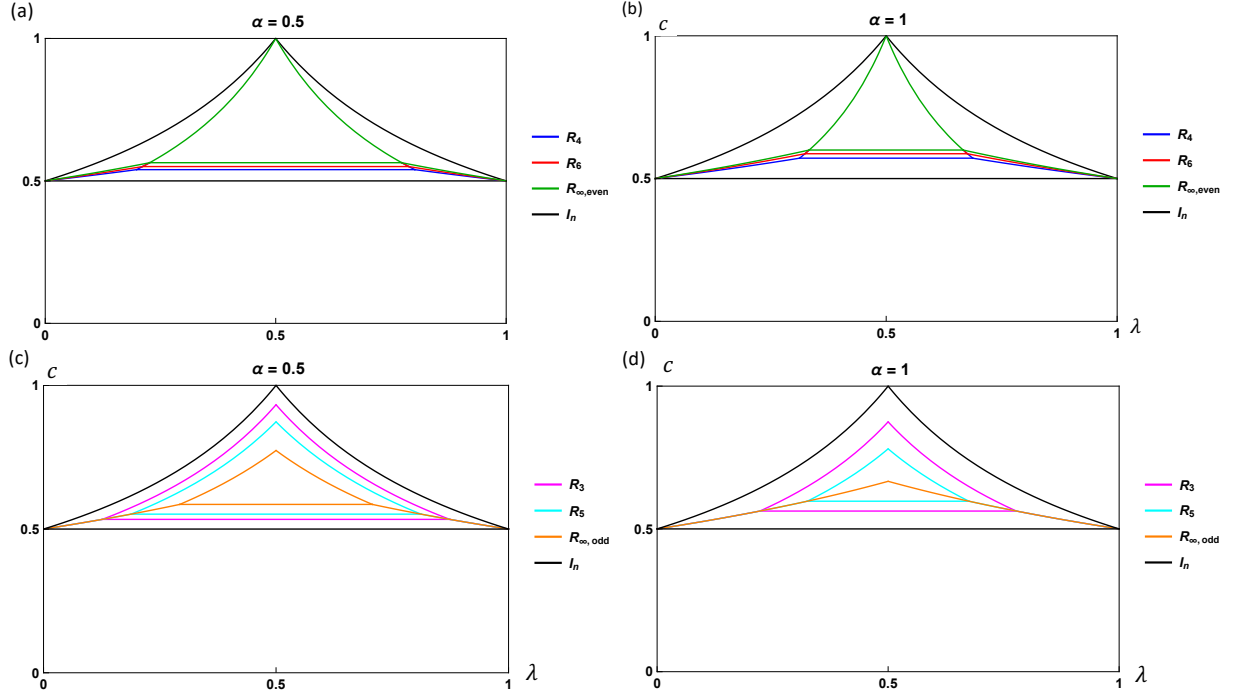 (a)
α = 0.5
1
0.5
0
0
0.5
1
R4
R6
R∞,even
In
(b)
c
α = 1
1
0.5
0
0
0.5
1
λ
R4
R6
R∞,even
In
(c)
c
α = 0.5
1
0.5
0
0
0.5
1
λ
R3
R5
R∞, odd
In
(d)
c
α = 1
1
0.5
0
0
0.5
1
λ
R3
R5
R∞, odd
In